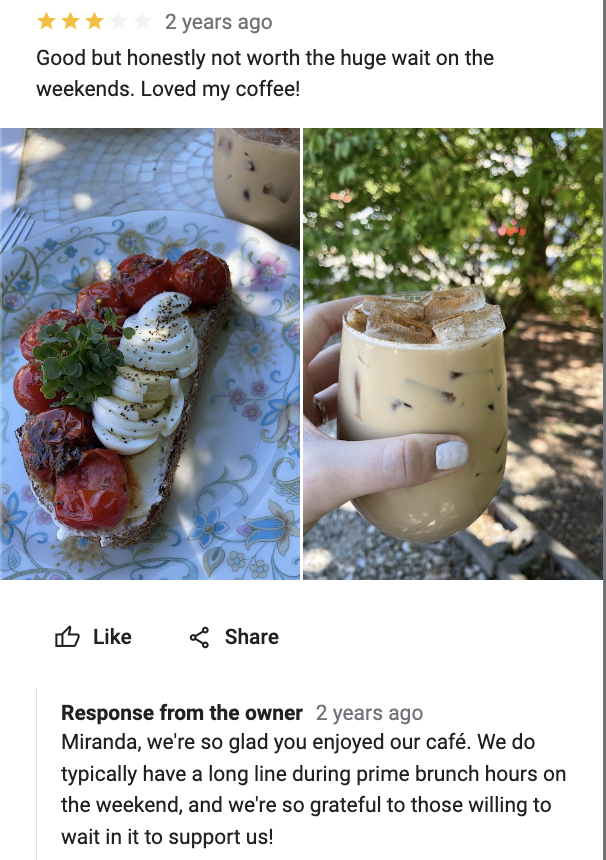 2 years ago
Good but honestly not worth the huge wait on the
weekends. Loved my coffee!
Like
Share
Response from the owner 2 years ago
Miranda, we're so glad you enjoyed our café. We do
typically have a long line during prime brunch hours on
the weekend, and we're so grateful to those willing to
wait in it to support us!